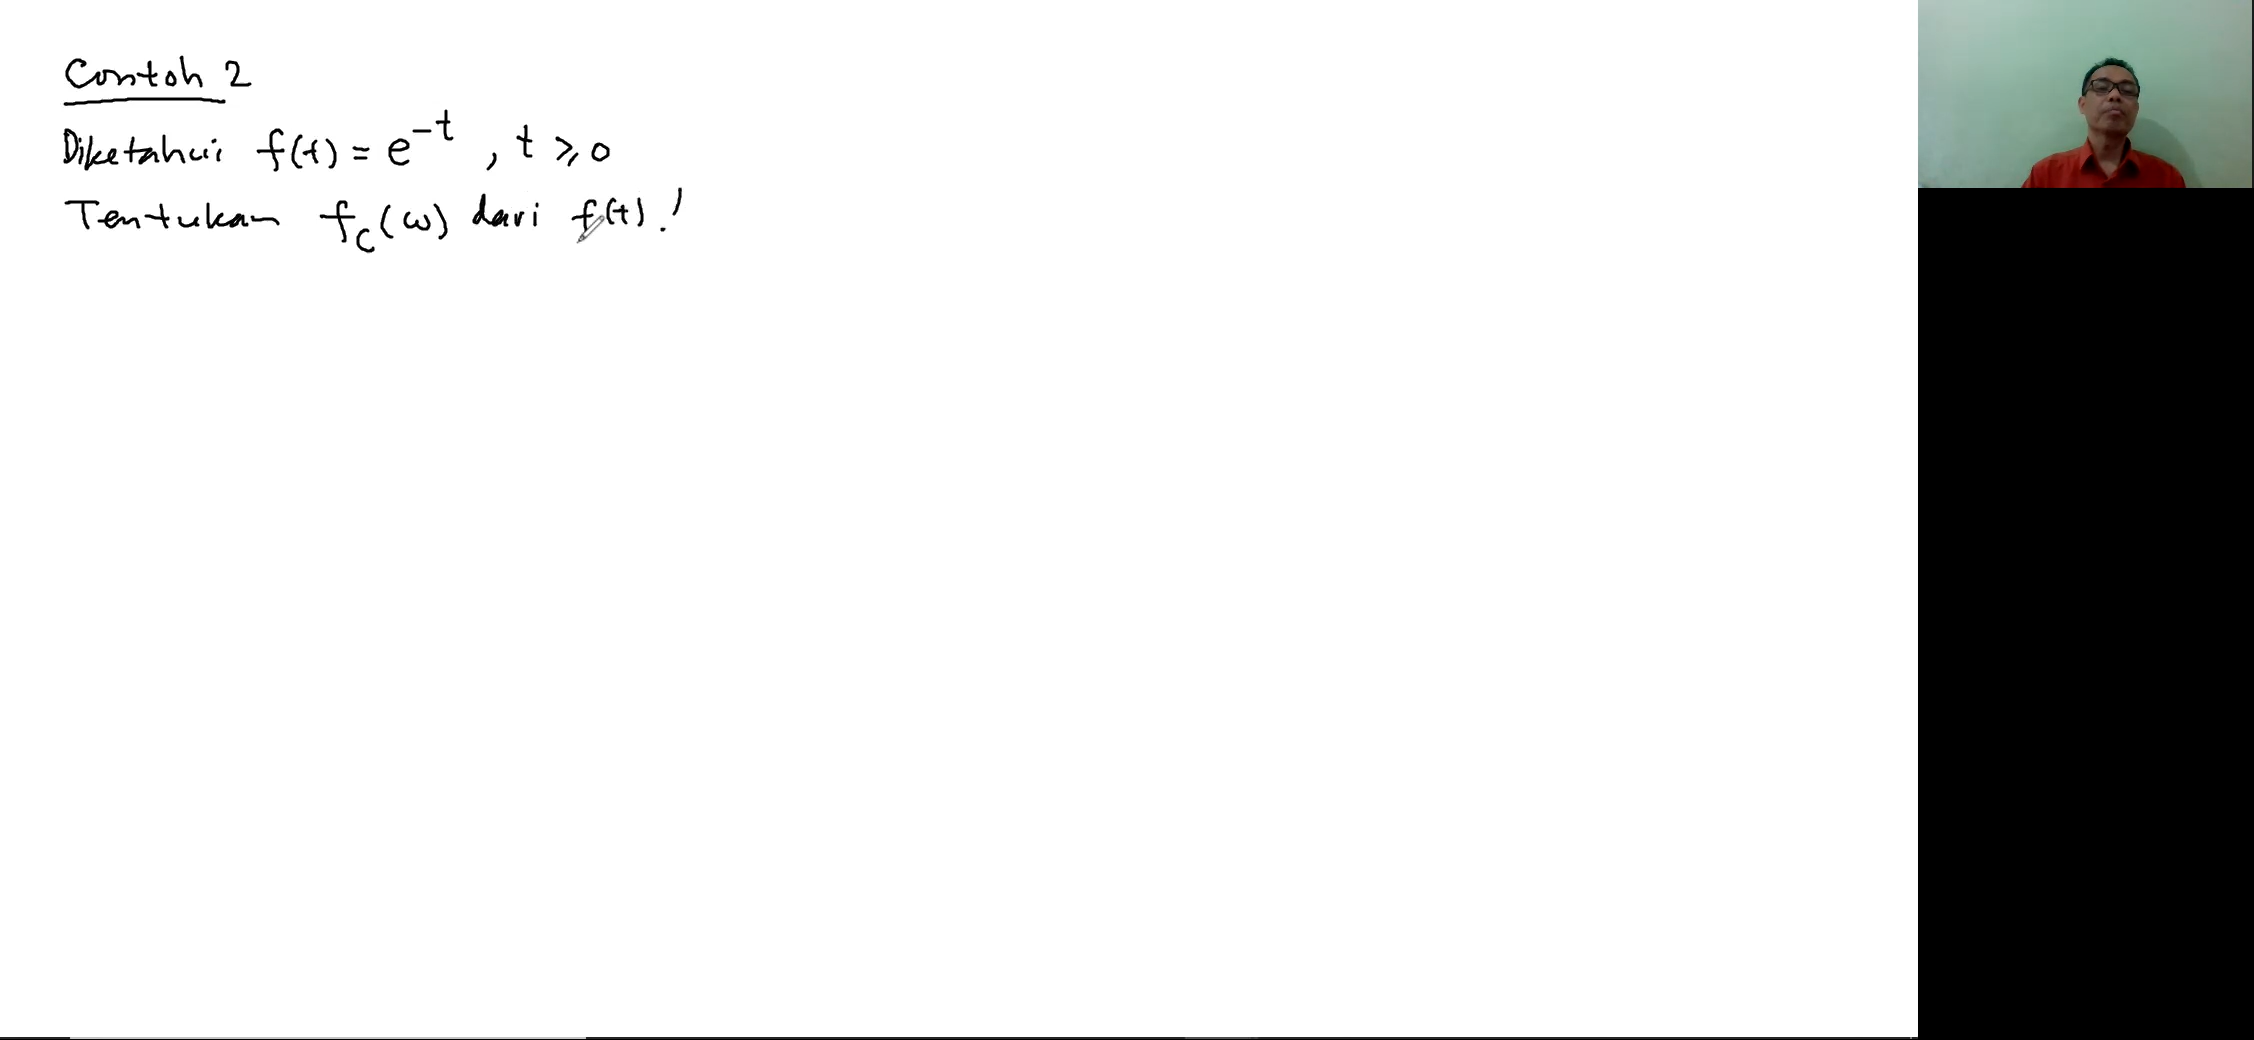 Contoh 2
Diketahui f(t) = e^{-t} , t ⩾ 0
Tentukan f_c(ω) dari f(t) !